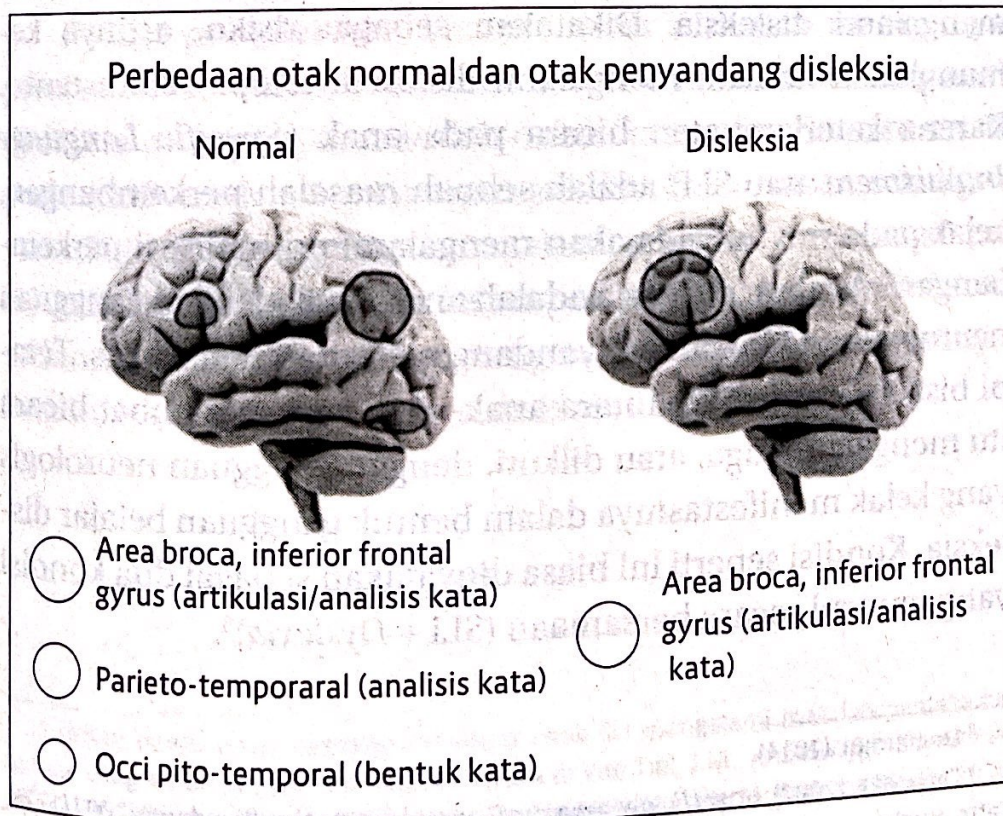 Perbedaan otak normal dan otak penyandang disleksia
Normal
Disleksia
Area broca, inferior frontal
gyrus (artikulasi/analisis kata)
Parieto-temporaral (analisis kata)
Occi pito-temporal (bentuk kata)
Area broca, inferior frontal
gyrus (artikulasi/analisis
kata)